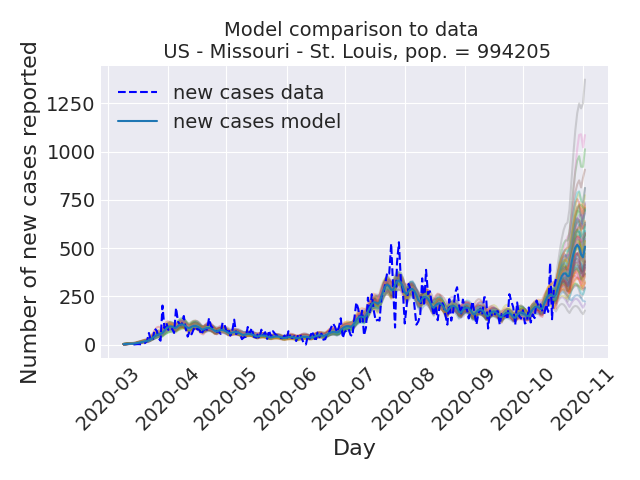 Model comparison to data
US - Missouri - St. Louis, pop. = 994205
Number of new cases reported
1250
1000
750
500
250
0
new cases data
new cases model
2020-03
2020-04
2020-05
2020-06
2020-07
2020-08
2020-09
2020-10
2020-11
Day